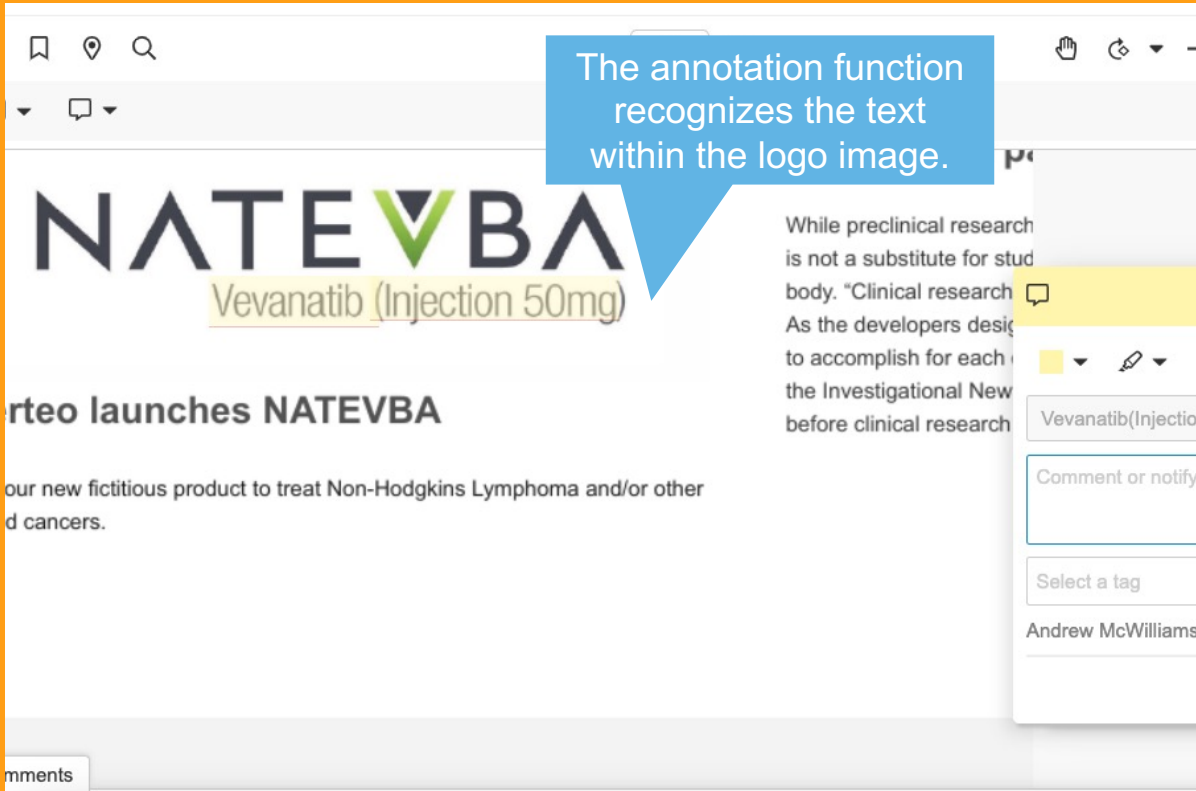 The annotation function
recognizes the text
within the logo image.
NATEVBA
Vevanatib (Injection 50mg)
rteo launches NATEVBA
our new fictitious product to treat Non-Hodgkins Lymphoma and/or other
d cancers.
While preclinical research
is not a substitute for stud
body. “Clinical research
As the developers desig
to accomplish for each
the Investigational New
before clinical research
Vevanatib(Injectio
Comment or notify
Select a tag
Andrew McWilliams
mments